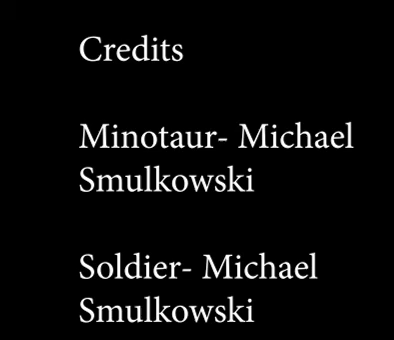 Credits
Minotaur- Michael
Smulkowski
Soldier- Michael
Smulkowski